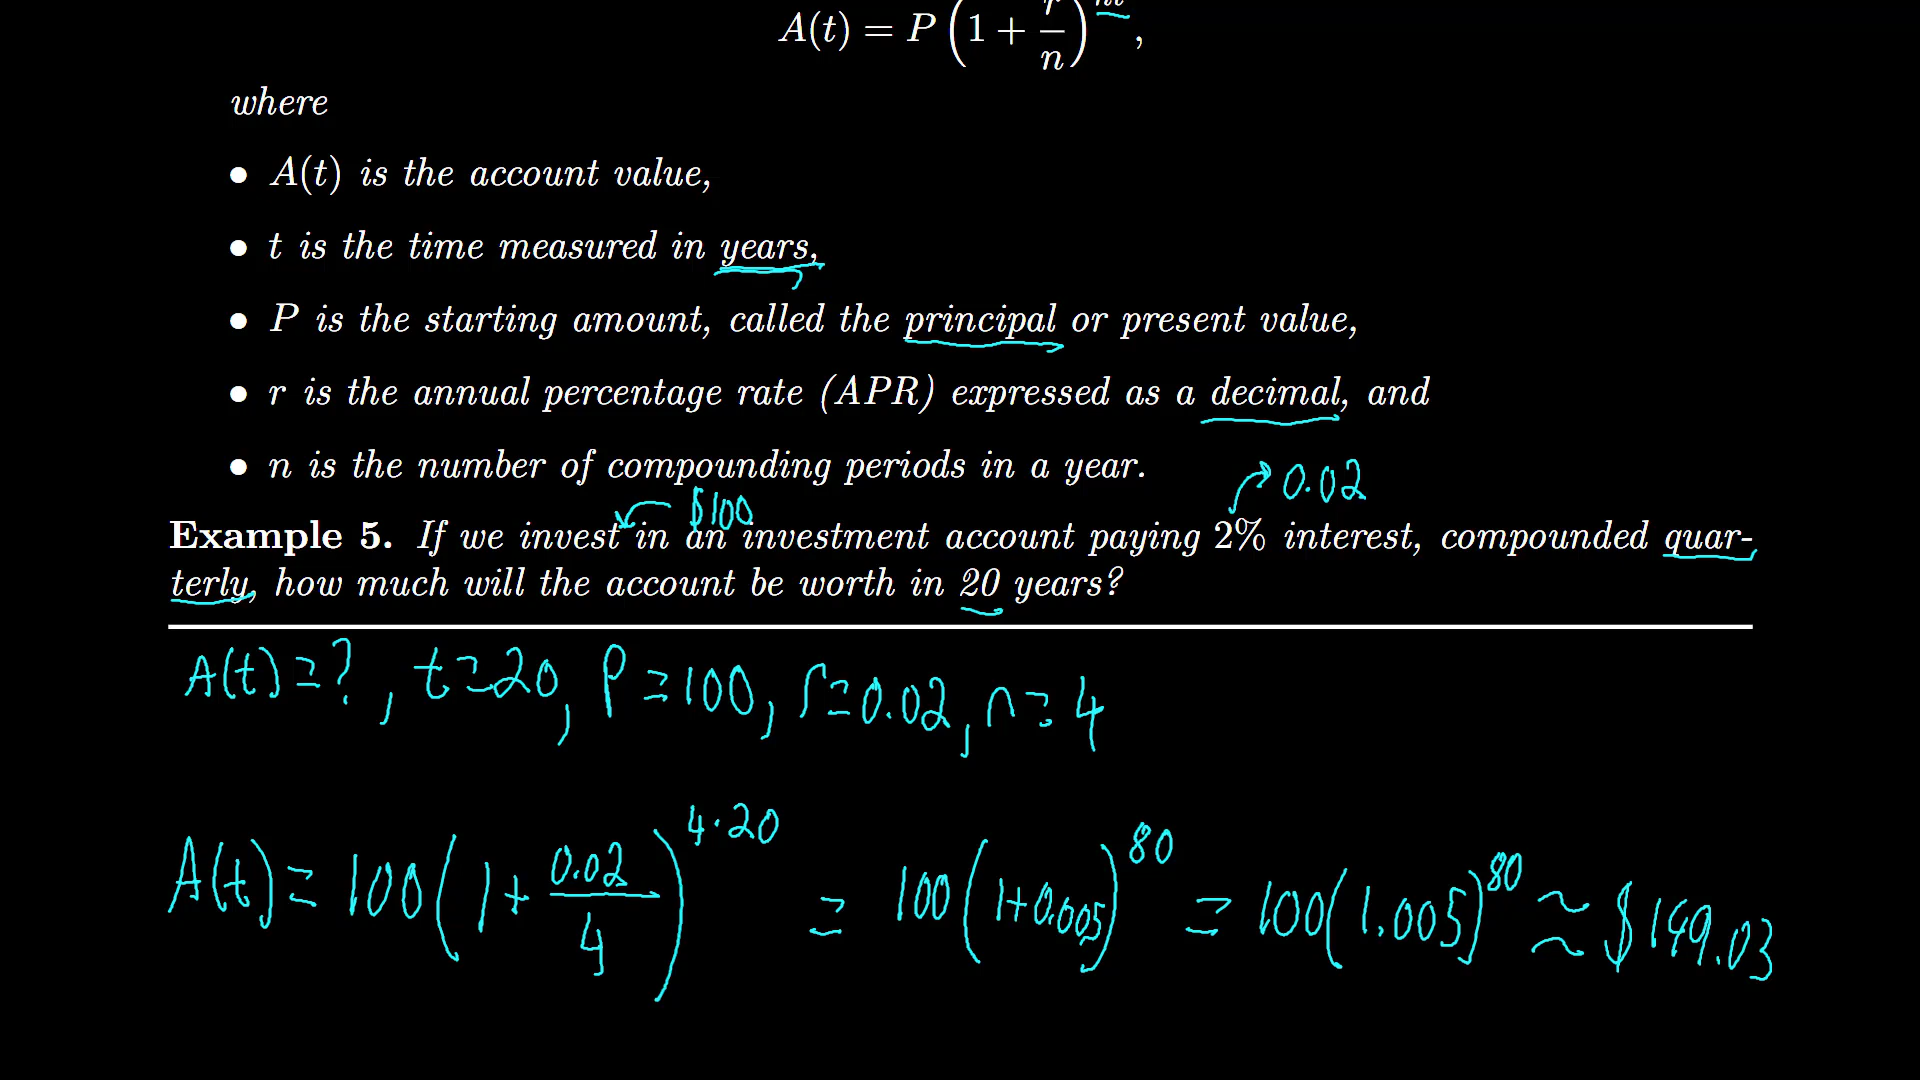 A(t) = P(1 + r/n)^{nt},
where
• A(t) is the account value,
• t is the time measured in years,
• P is the starting amount, called the principal or present value,
• r is the annual percentage rate (APR) expressed as a decimal, and
• n is the number of compounding periods in a year.
$100 0.02
Example 5. If we invest in an investment account paying 2% interest, compounded quar-
terly, how much will the account be worth in 20 years?
A(t) = ?, t = 20, P = 100, r = 0.02, n = 4
A(t) = 100(1 + 0.02/4)^{4·20} = 100(1+0.005)^{80} = 100(1.005)^{80} ≈ $149.03